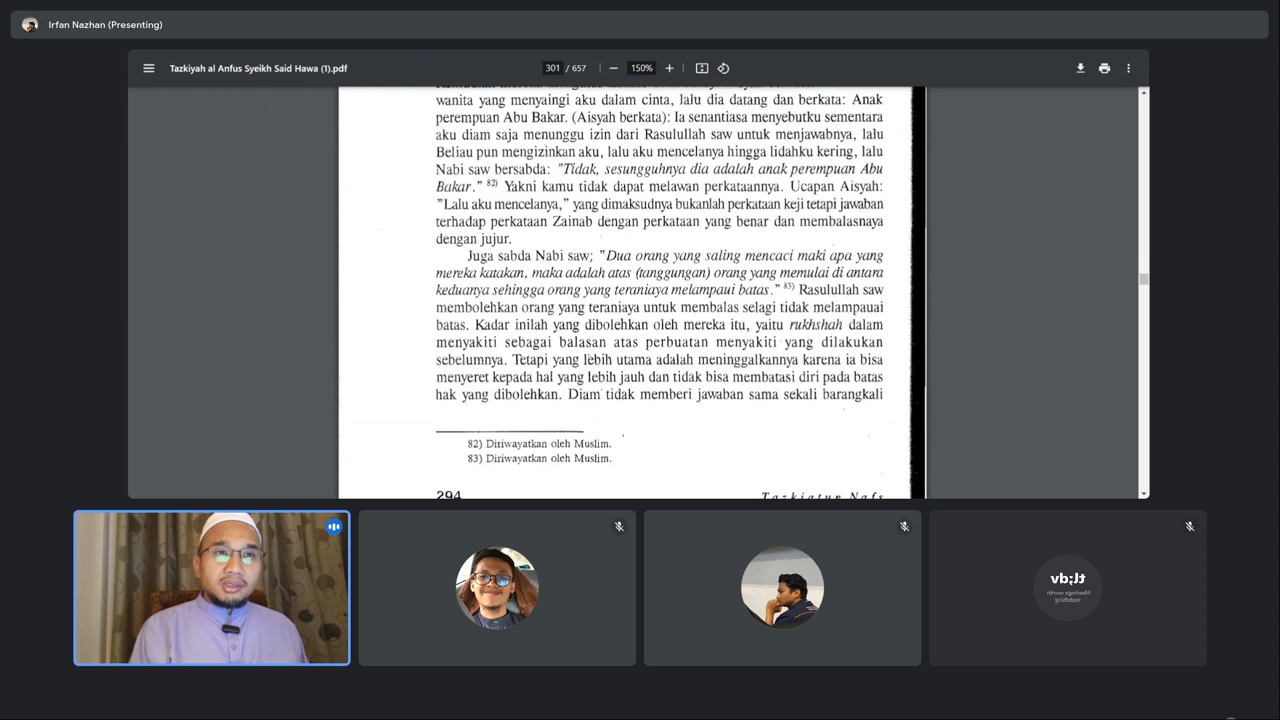 Irfan Nazhan (Presenting)
Tazkiyah al Anfus Syeikh Said Hawa (1).pdf
301 / 657
150%
wanita yang menyaingi aku dalam cinta, lalu dia datang dan berkata: Anak
perempuan Abu Bakar. (Aisyah berkata): Ia senantiasa menyebutku sementara
aku diam saja menunggu izin dari Rasulullah saw untuk menjawabnya, lalu
Beliau pun mengizinkan aku, lalu aku mencelanya hingga lidahku kering, lalu
Nabi saw bersabda: "Tidak, sesungguhnya dia adalah anak perempuan Abu
Bakar." 82) Yakni kamu tidak dapat melawan perkataannya. Ucapan Aisyah:
"Lalu aku mencelanya," yang dimaksudnya bukanlah perkataan keji tetapi jawaban
terhadap perkataan Zainab dengan perkataan yang benar dan membalasnaya
dengan jujur.
Juga sabda Nabi saw; "Dua orang yang saling mencaci maki apa yang
mereka katakan, maka adalah atas (tanggungan) orang yang memulai di antara
keduanya sehingga orang yang teraniaya melampaui batas." 83) Rasulullah saw
membolehkan orang yang teraniaya untuk membalas selagi tidak melampauai
batas. Kadar inilah yang dibolehkan oleh mereka itu, yaitu rukhshah dalam
menyakiti sebagai balasan atas perbuatan menyakiti yang dilakukan
sebelumnya. Tetapi yang lebih utama adalah meninggalkannya karena ia bisa
menyeret kepada hal yang lebih jauh dan tidak bisa membatasi diri pada batas
hak yang dibolehkan. Diam tidak memberi jawaban sama sekali barangkali
82) Diriwayatkan oleh Muslim.
83) Diriwayatkan oleh Muslim.
294
Tazkiatun Nafs
tl;dv